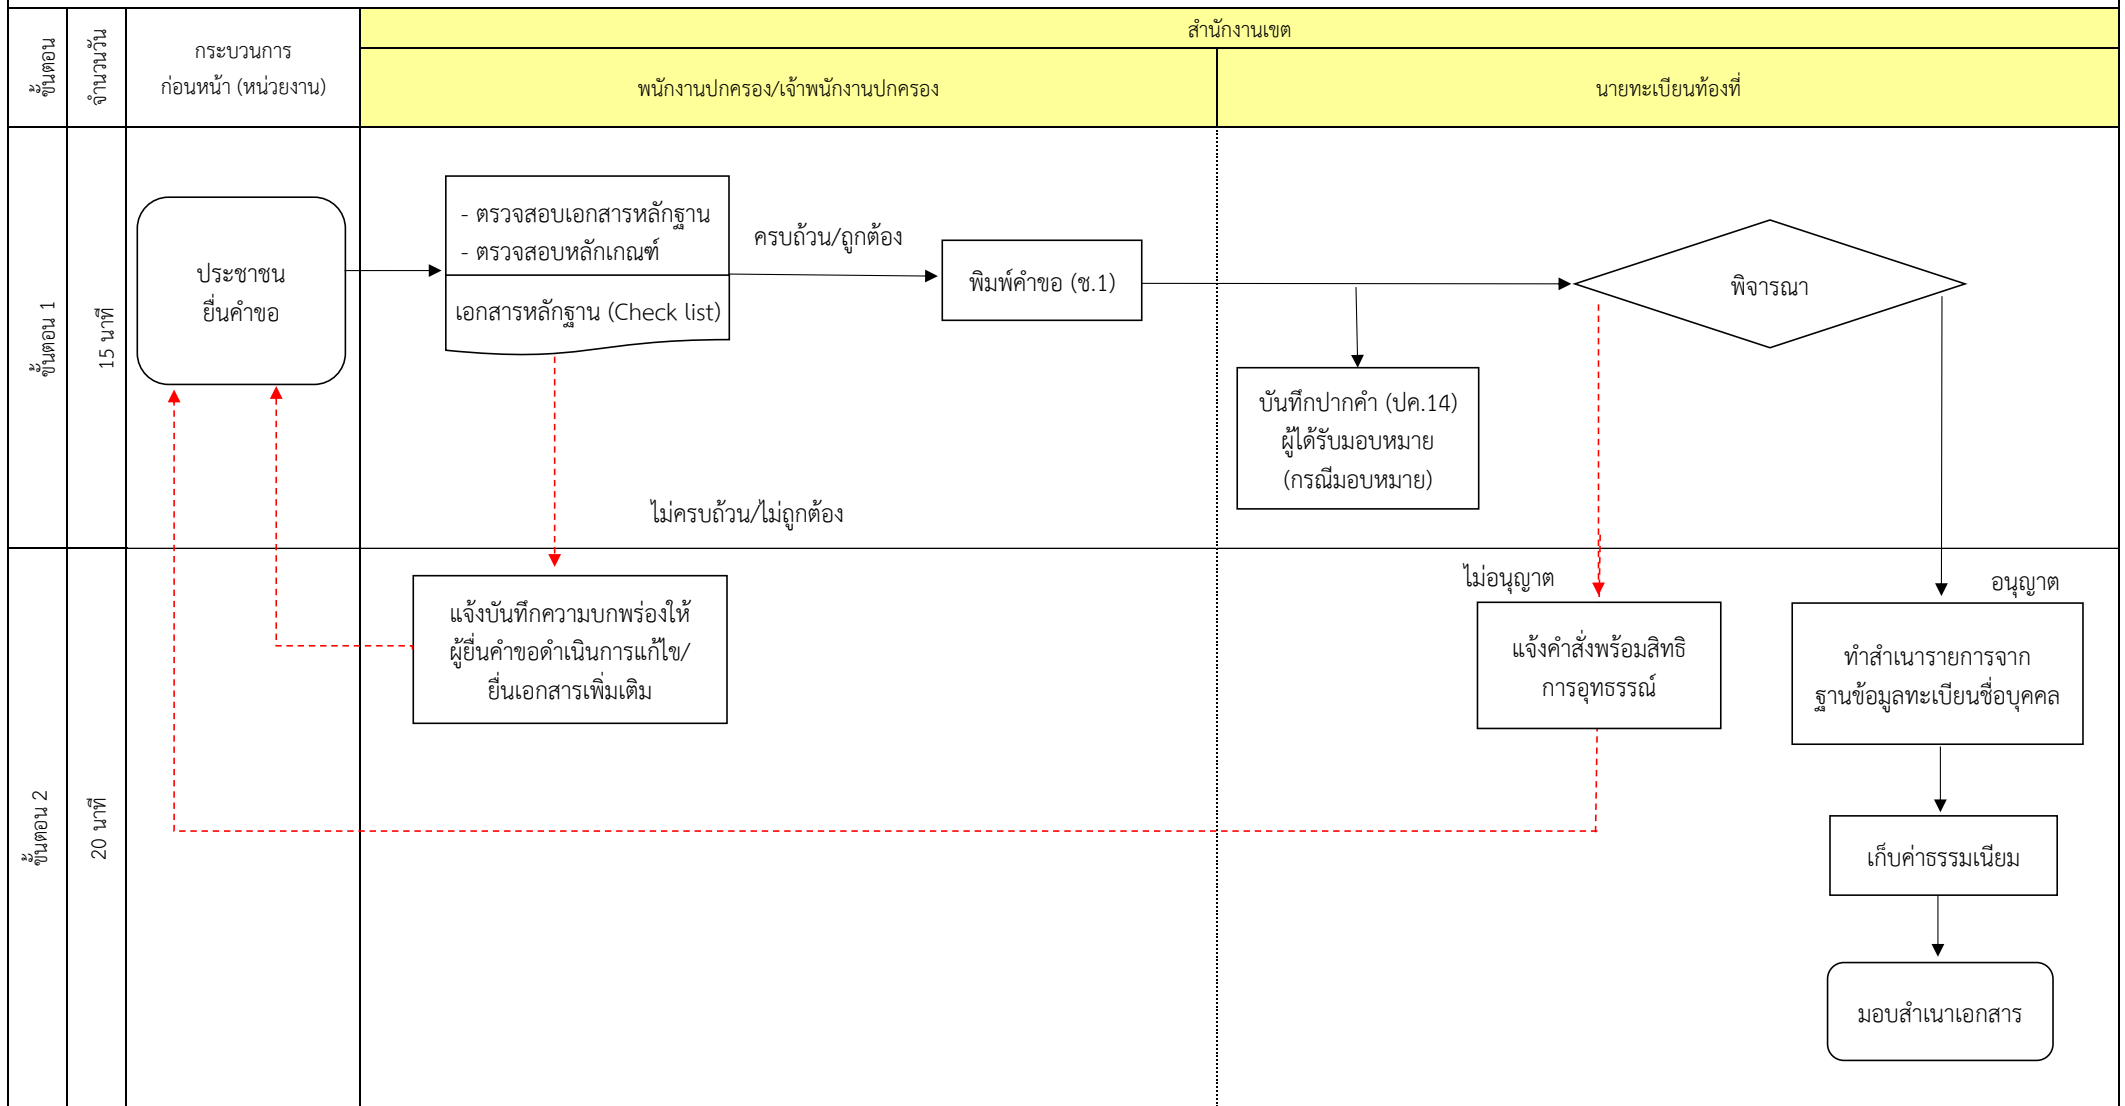 ขั้นตอน
จำนวนวัน
กระบวนการ
ก่อนหน้า (หน่วยงาน)
สำนักงานเขต
พนักงานปกครอง/เจ้าพนักงานปกครอง
นายทะเบียนท้องที่
ขั้นตอน 1
15 นาที
ประชาชน
ยื่นคำขอ
- ตรวจสอบเอกสารหลักฐาน
- ตรวจสอบหลักเกณฑ์
เอกสารหลักฐาน (Check list)
ครบถ้วน/ถูกต้อง
พิมพ์คำขอ (ช.1)
พิจารณา
บันทึกปากคำ (ปค.14)
ผู้ได้รับมอบหมาย
(กรณีมอบหมาย)
ไม่ครบถ้วน/ไม่ถูกต้อง
ขั้นตอน 2
20 นาที
แจ้งบันทึกความบกพร่องให้
ผู้ยื่นคำขอดำเนินการแก้ไข/
ยื่นเอกสารเพิ่มเติม
ไม่อนุญาต
แจ้งคำสั่งพร้อมสิทธิ
การอุทธรรณ์
อนุญาต
ทำสำเนารายการจาก
ฐานข้อมูลทะเบียนชื่อบุคคล
เก็บค่าธรรมเนียม
มอบสำเนาเอกสาร